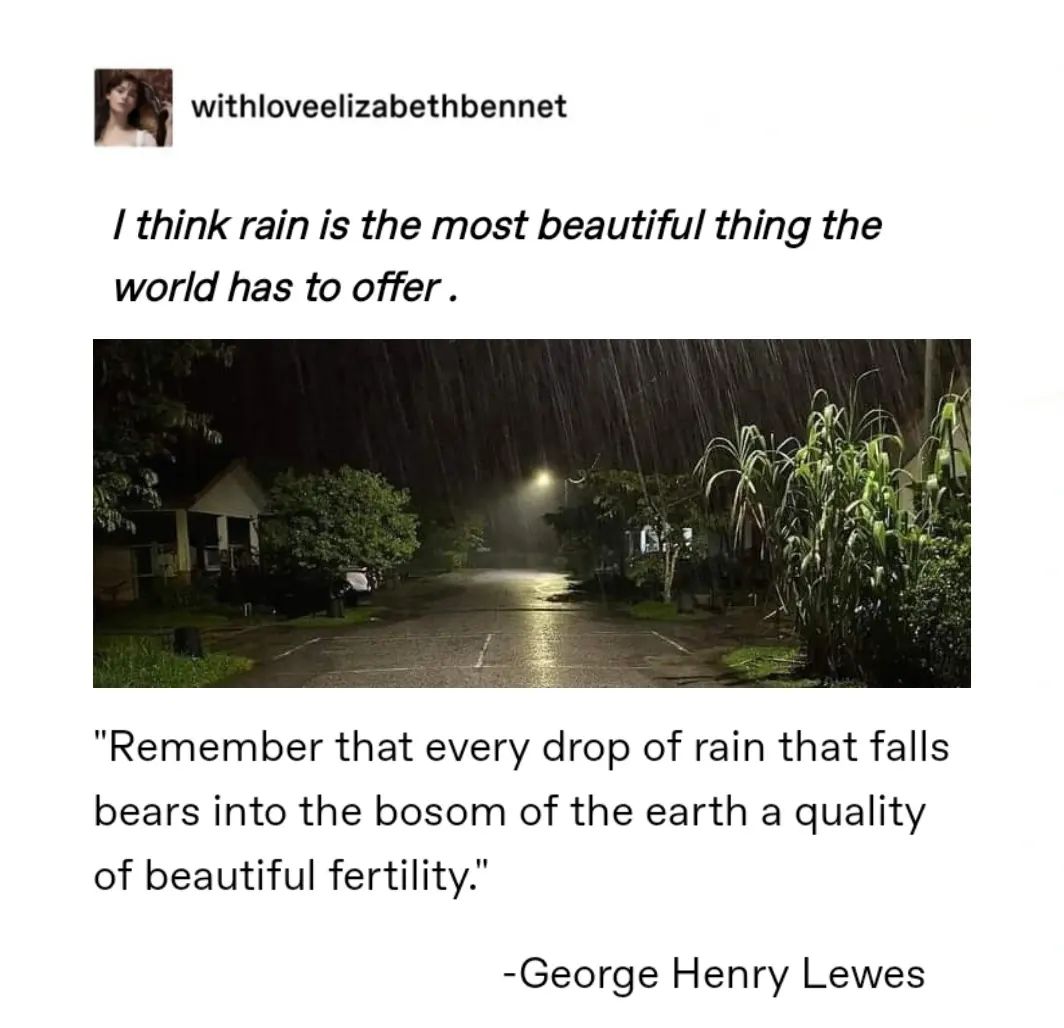 withloveelizabethbennet
I think rain is the most beautiful thing the
world has to offer .
"Remember that every drop of rain that falls
bears into the bosom of the earth a quality
of beautiful fertility."
-George Henry Lewes